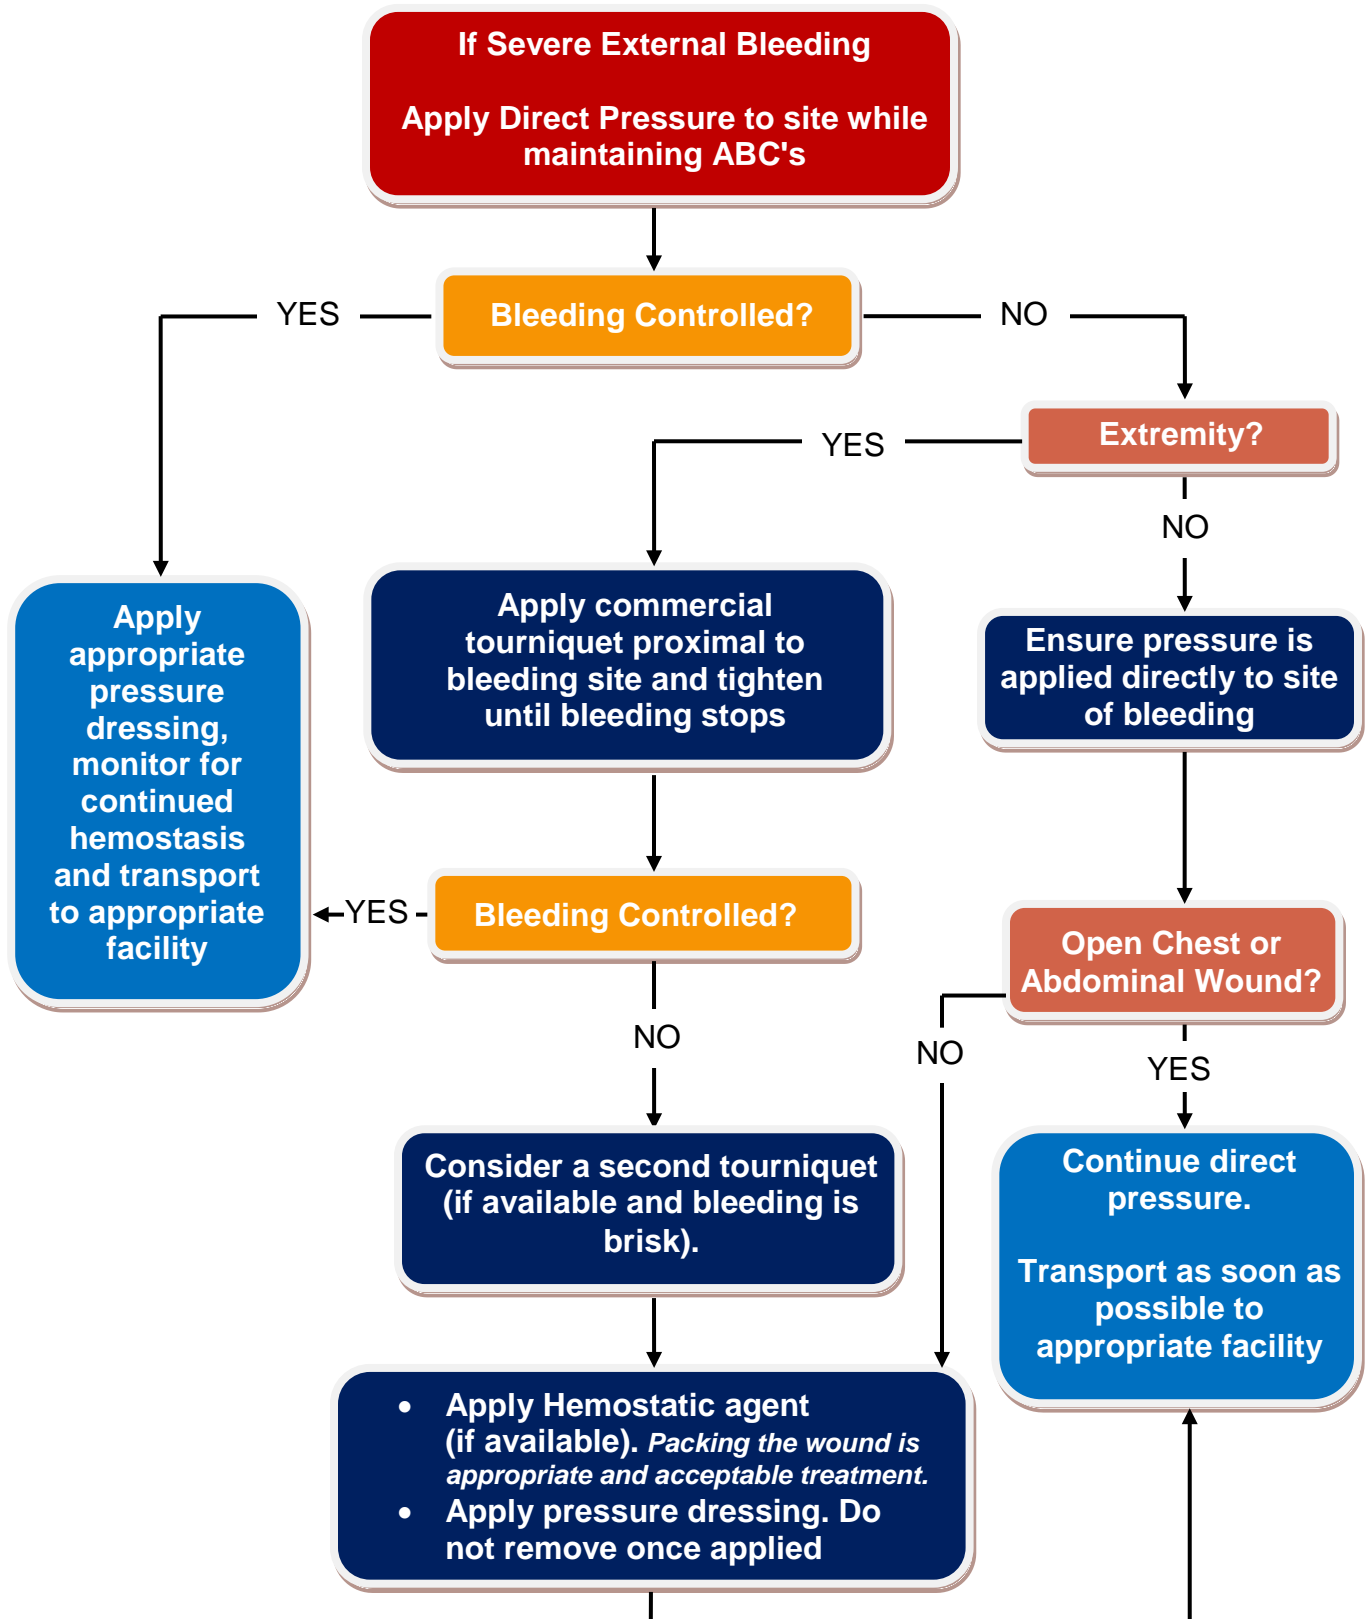 If Severe External Bleeding
Apply Direct Pressure to site while
maintaining ABC's
YES
Bleeding Controlled?
NO
Extremity?
YES
NO
Apply
appropriate
pressure
dressing,
monitor for
continued
hemostasis
and transport
to appropriate
facility
Apply commercial
tourniquet proximal to
bleeding site and tighten
until bleeding stops
Ensure pressure is
applied directly to site
of bleeding
YES
Bleeding Controlled?
Open Chest or
Abdominal Wound?
NO
NO
YES
Consider a second tourniquet
(if available and bleeding is
brisk).
Continue direct
pressure.
Transport as soon as
possible to
appropriate facility
• Apply Hemostatic agent
(if available). Packing the wound is
appropriate and acceptable treatment.
• Apply pressure dressing. Do
not remove once applied